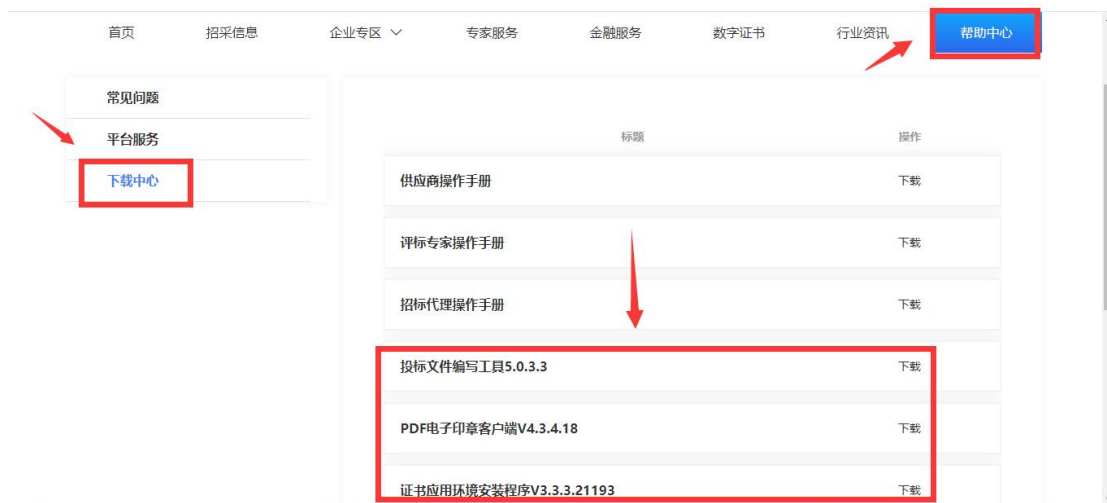 首页 招采信息 企业专区 专家服务 金融服务 数字证书 行业资讯 帮助中心
常见问题
平台服务
下载中心
标题 操作
供应商操作手册 下载
评标专家操作手册 下载
招标代理操作手册 下载
投标文件编写工具5.0.3.3 下载
PDF电子印章客户端V4.3.4.18 下载
证书应用环境安装程序V3.3.3.21193 下载